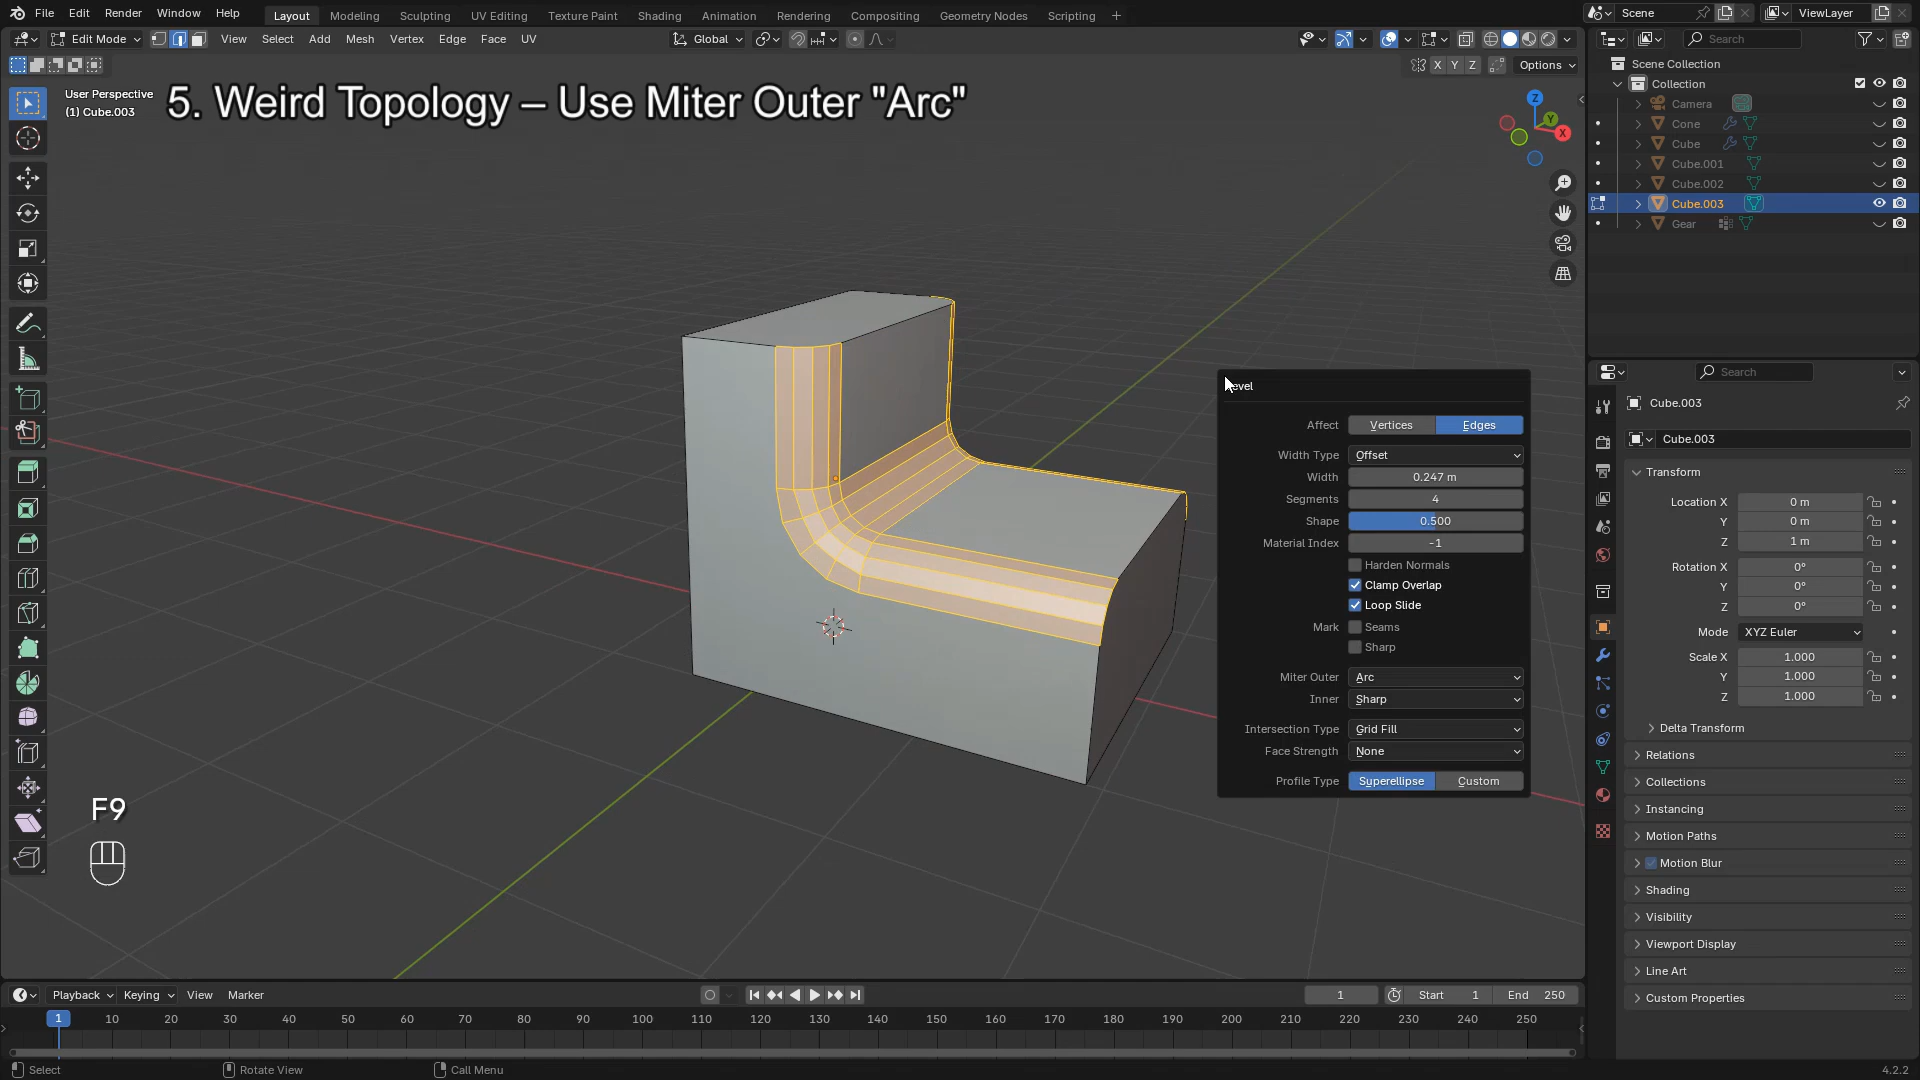 File Edit Render Window Help Layout Modeling Sculpting UV Editing Texture Paint Shading Animation Rendering Compositing Geometry Nodes Scripting + Scene ViewLayer
Edit Mode View Select Add Mesh Vertex Edge Face UV Global Search
X Y Z Options
User Perspective
(1) Cube.003
5. Weird Topology – Use Miter Outer "Arc"
Z
Y
X
Scene Collection
Collection
Camera
Cone
Cube
Cube.001
Cube.002
Cube.003
Gear
evel
Affect Vertices Edges
Width Type Offset
Width 0.247 m
Segments 4
Shape 0.500
Material Index -1
Harden Normals
Clamp Overlap
Loop Slide
Mark Seams
Sharp
Miter Outer Arc
Inner Sharp
Intersection Type Grid Fill
Face Strength None
Profile Type Superellipse Custom
F9
Search
Cube.003
Cube.003
Transform
Location X 0 m
Y 0 m
Z 1 m
Rotation X 0°
Y 0°
Z 0°
Mode XYZ Euler
Scale X 1.000
Y 1.000
Z 1.000
Delta Transform
Relations
Collections
Instancing
Motion Paths
Motion Blur
Shading
Visibility
Viewport Display
Line Art
Custom Properties
Playback Keying View Marker 1 Start 1 End 250
1 10 20 30 40 50 60 70 80 90 100 110 120 130 140 150 160 170 180 190 200 210 220 230 240 250
Select Rotate View Call Menu 4.2.2